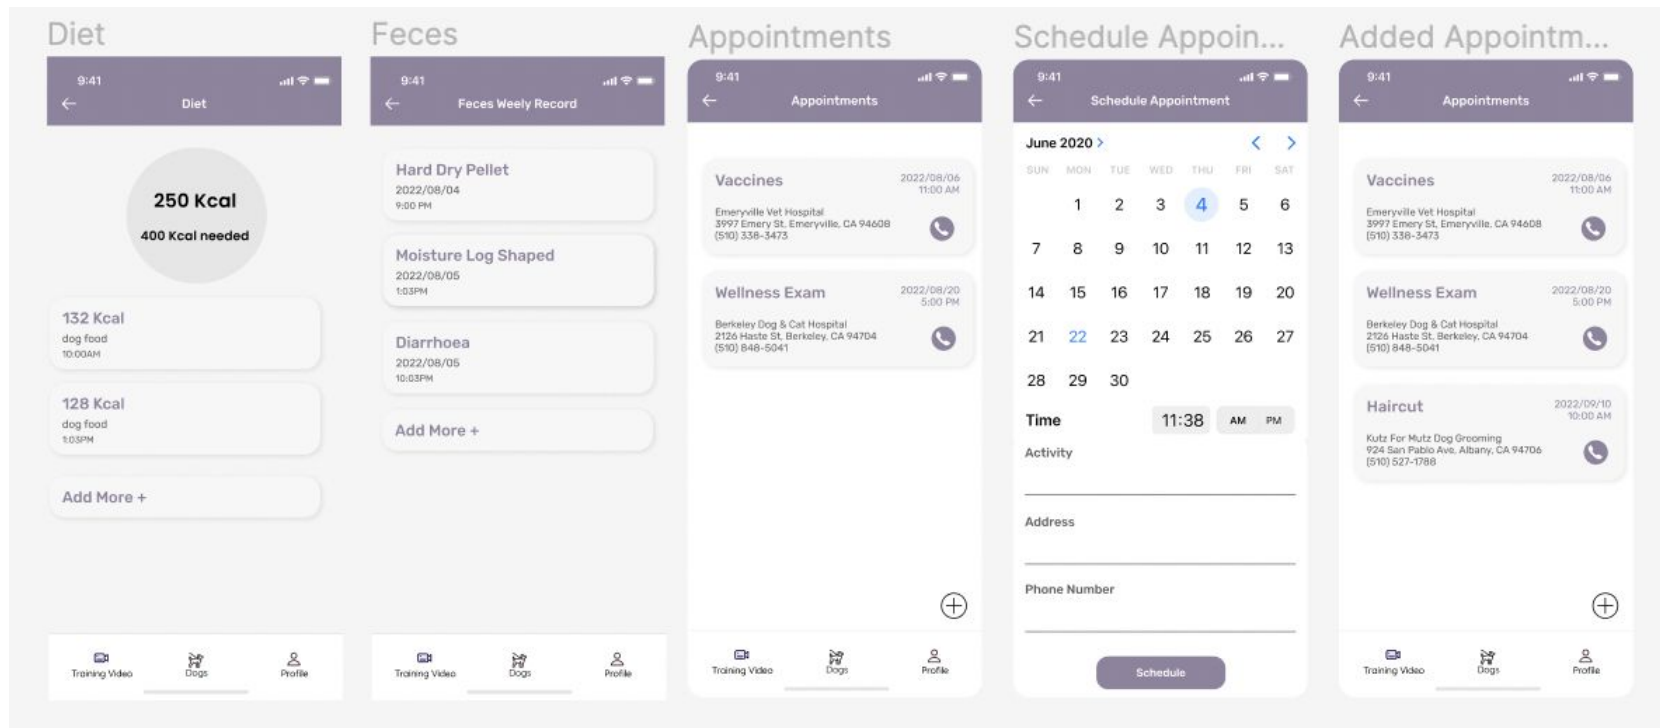 Diet
9:41
Diet
250 Kcal
400 Kcal needed
132 Kcal
dog food
10:00AM
128 Kcal
dog food
1:03PM
Add More +
Training Video Dogs Profile
Feces
9:41
Feces Weely Record
Hard Dry Pellet
2022/08/04
9:00 PM
Moisture Log Shaped
2022/08/05
1:03PM
Diarrhoea
2022/08/05
10:03PM
Add More +
Training Video Dogs Profile
Appointments
9:41
Appointments
Vaccines 2022/08/06
11:00 AM
Emeryville Vet Hospital
3997 Emery St, Emeryville, CA 94608
(510) 338-3473
Wellness Exam 2022/08/20
5:00 PM
Berkeley Dog & Cat Hospital
2126 Haste St, Berkeley, CA 94704
(510) 848-5041
Training Video Dogs Profile
Schedule Appoin...
9:41
Schedule Appointment
June 2020 >
SUN MON TUE WED THU FRI SAT
1 2 3 4 5 6
7 8 9 10 11 12 13
14 15 16 17 18 19 20
21 22 23 24 25 26 27
28 29 30
Time 11:38 AM PM
Activity
Address
Phone Number
Schedule
Added Appointm...
9:41
Appointments
Vaccines 2022/08/06
11:00 AM
Emeryville Vet Hospital
3997 Emery St, Emeryville, CA 94608
(510) 338-3473
Wellness Exam 2022/08/20
5:00 PM
Berkeley Dog & Cat Hospital
2126 Haste St, Berkeley, CA 94704
(510) 848-5041
Haircut 2022/09/10
10:00 AM
Kutz For Mutz Dog Grooming
924 San Pablo Ave, Albany, CA 94706
(510) 527-1788
Training Video Dogs Profile